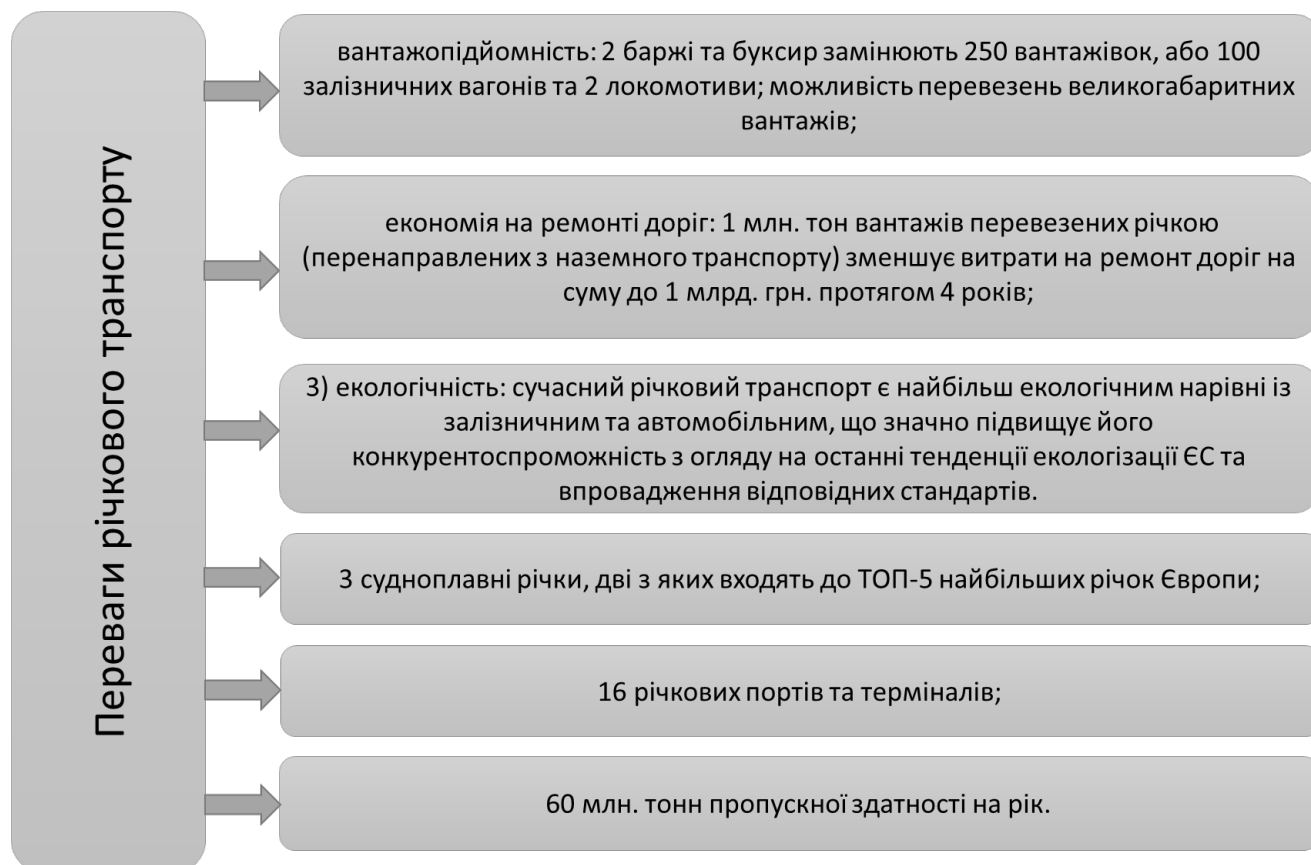 Переваги річкового транспорту
вантажопідйомність: 2 баржі та буксир замінюють 250 вантажівок, або 100
залізничних вагонів та 2 локомотиви; можливість перевезень великогабаритних
вантажів;
економія на ремонті доріг: 1 млн. тон вантажів перевезених річкою
(перенаправлених з наземного транспорту) зменшує витрати на ремонт доріг на
суму до 1 млрд. грн. протягом 4 років;
3) екологічність: сучасний річковий транспорт є найбільш екологічним нарівні із
залізничним та автомобільним, що значно підвищує його
конкурентоспроможність з огляду на останні тенденції екологізації ЄС та
впровадження відповідних стандартів.
3 судноплавні річки, дві з яких входять до ТОП-5 найбільших річок Європи;
16 річкових портів та терміналів;
60 млн. тонн пропускної здатності на рік.